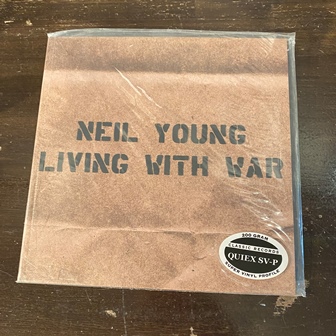 NEIL YOUNG
LIVING WITH WAR
200 GRAM
CLASSIC RECORDS
QUIEX SV-P
SUPER VINYL PROFILE